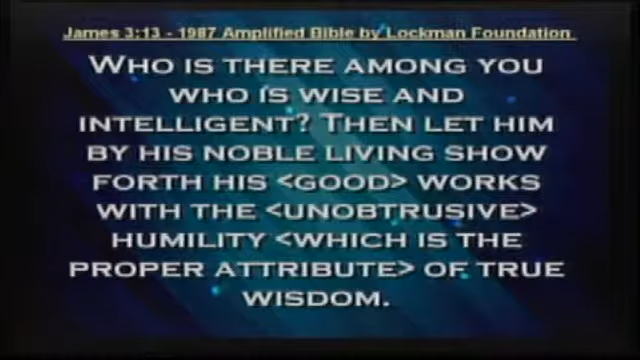 James 3:13 - 1987 Amplified Bible by Lockman Foundation
WHO IS THERE AMONG YOU
WHO IS WISE AND
INTELLIGENT? THEN LET HIM
BY HIS NOBLE LIVING SHOW
FORTH HIS <GOOD> WORKS
WITH THE <UNOBTRUSIVE>
HUMILITY <WHICH IS THE
PROPER ATTRIBUTE> OF TRUE
WISDOM.